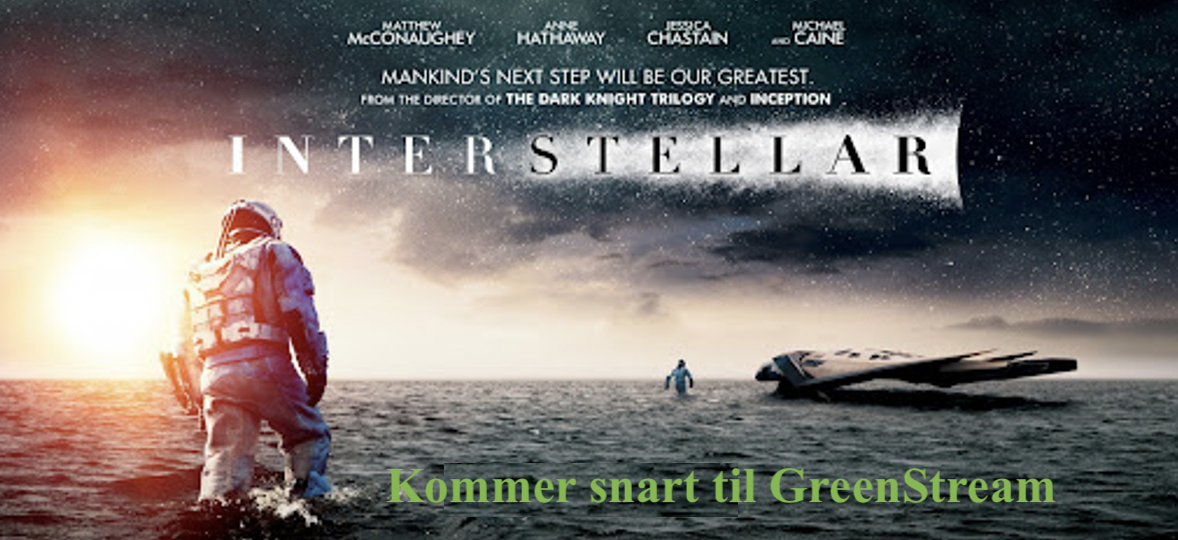 MATTHEW McCONAUGHEY ANNE HATHAWAY JESSICA CHASTAIN AND MICHAEL CAINE
MANKIND'S NEXT STEP WILL BE OUR GREATEST.
FROM THE DIRECTOR OF THE DARK KNIGHT TRILOGY AND INCEPTION
INTERSTELLAR
Kommer snart til GreenStream